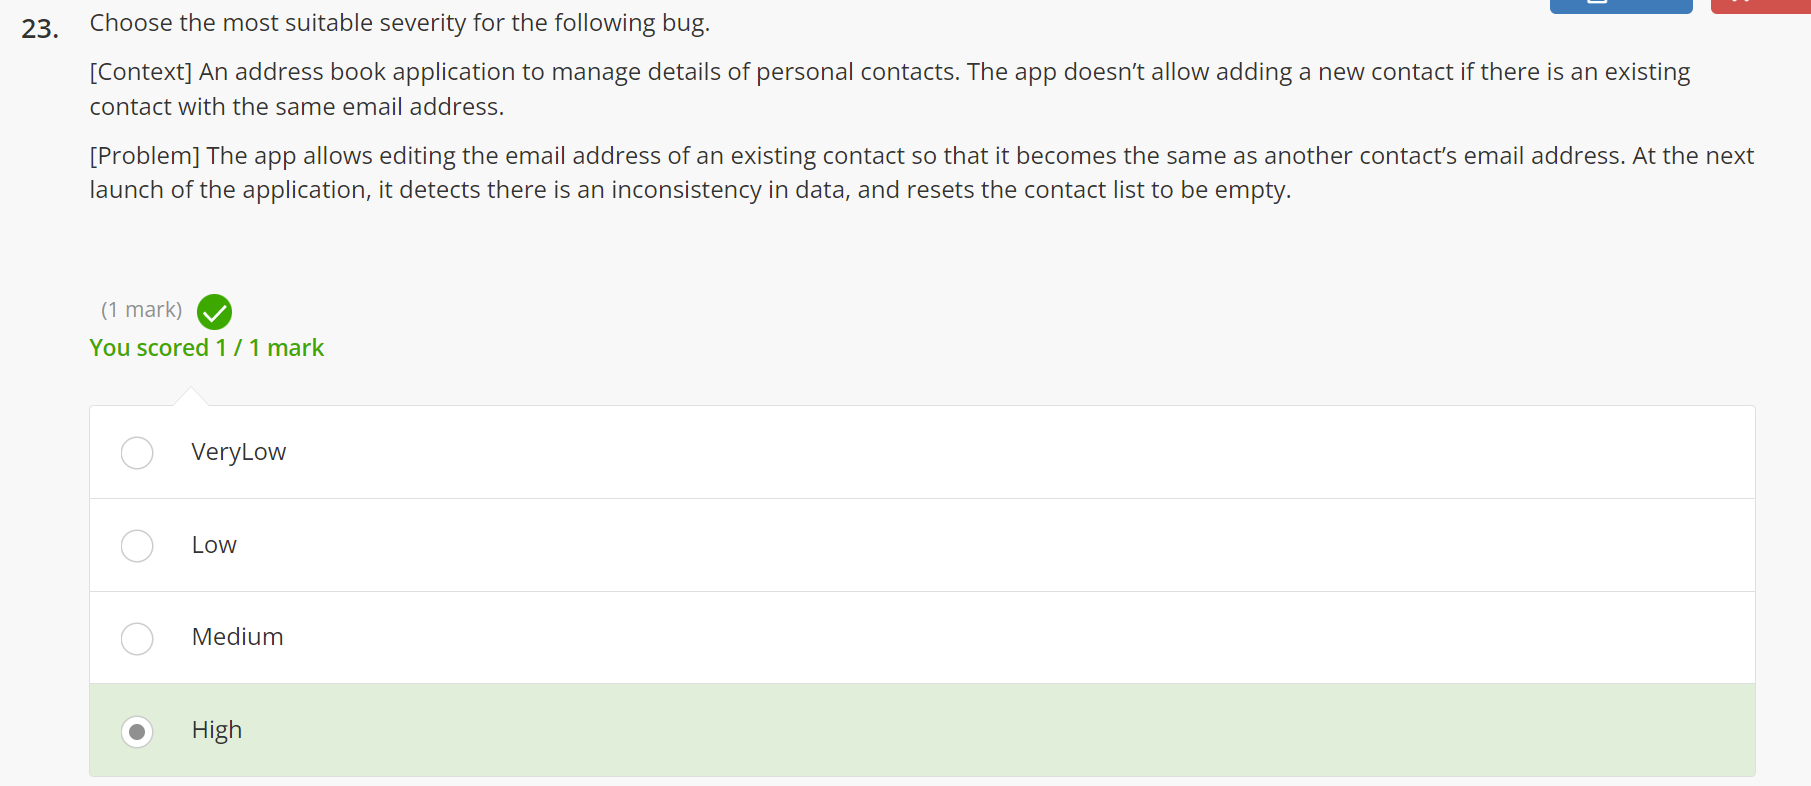 23.
Choose the most suitable severity for the following bug.
[Context] An address book application to manage details of personal contacts. The app doesn’t allow adding a new contact if there is an existing
contact with the same email address.
[Problem] The app allows editing the email address of an existing contact so that it becomes the same as another contact’s email address. At the next
launch of the application, it detects there is an inconsistency in data, and resets the contact list to be empty.
(1 mark)
You scored 1 / 1 mark
VeryLow
Low
Medium
High